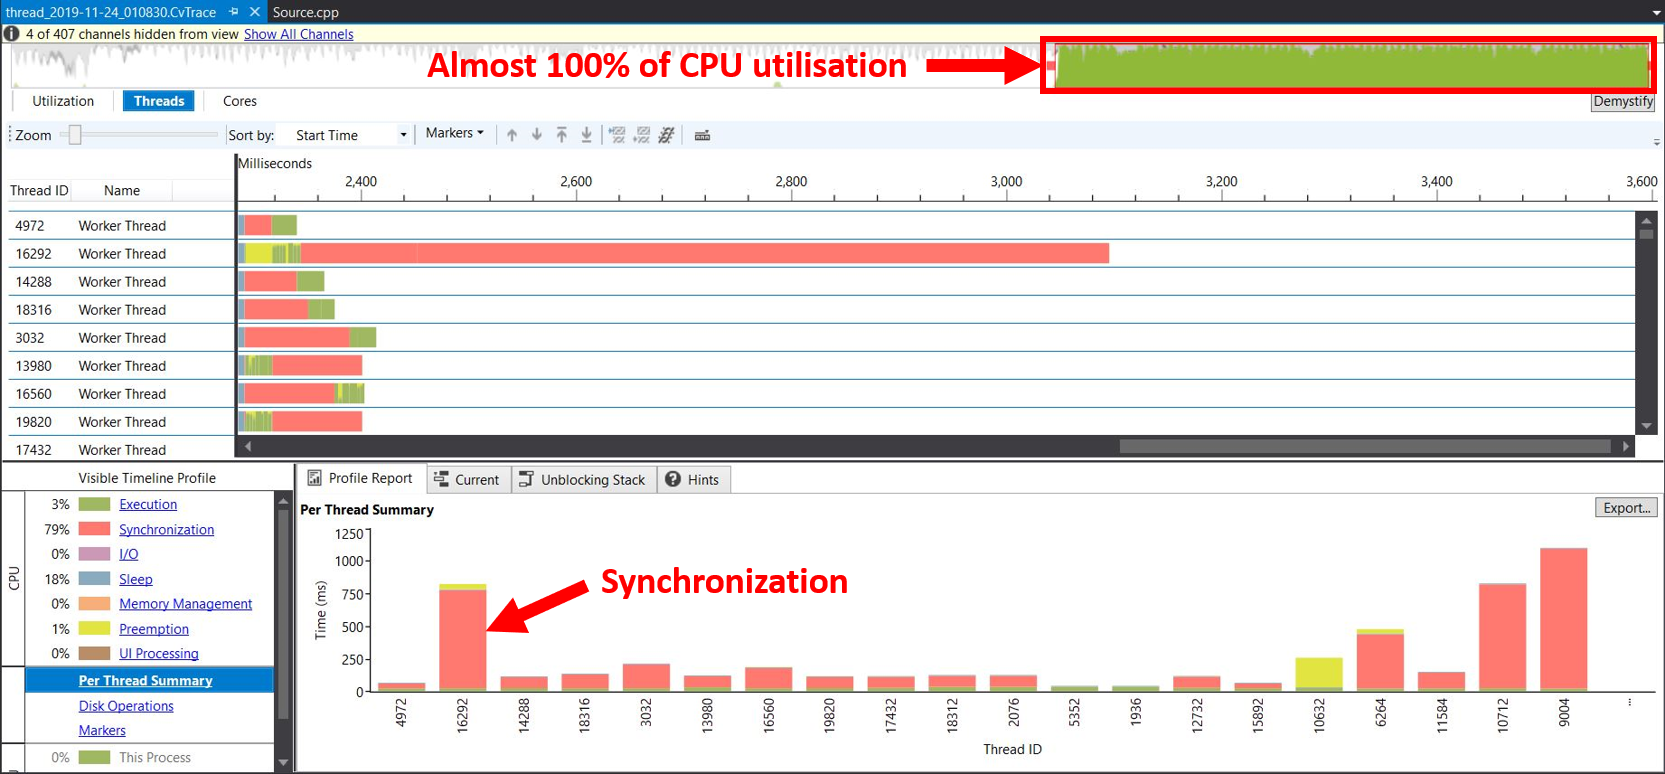 thread_2019-11-24_010830.CvTrace Source.cpp
4 of 407 channels hidden from view Show All Channels
Almost 100% of CPU utilisation
Utilization Threads Cores Demystify
Zoom Sort by: Start Time Markers
Milliseconds
2,400 2,600 2,800 3,000 3,200 3,400 3,600
Thread ID Name
4972 Worker Thread
16292 Worker Thread
14288 Worker Thread
18316 Worker Thread
3032 Worker Thread
13980 Worker Thread
16560 Worker Thread
19820 Worker Thread
17432 Worker Thread
Visible Timeline Profile
CPU
3% Execution
79% Synchronization
0% I/O
18% Sleep
0% Memory Management
1% Preemption
0% UI Processing
Per Thread Summary
Disk Operations
Markers
0% This Process
Profile Report Current Unblocking Stack Hints
Per Thread Summary Export...
Synchronization
Time (ms)
1250
1000
750
500
250
0
4972 16292 14288 18316 3032 13980 16560 19820 17432 18312 2076 5352 1936 12732 15892 10632 6264 11584 10712 9004
Thread ID